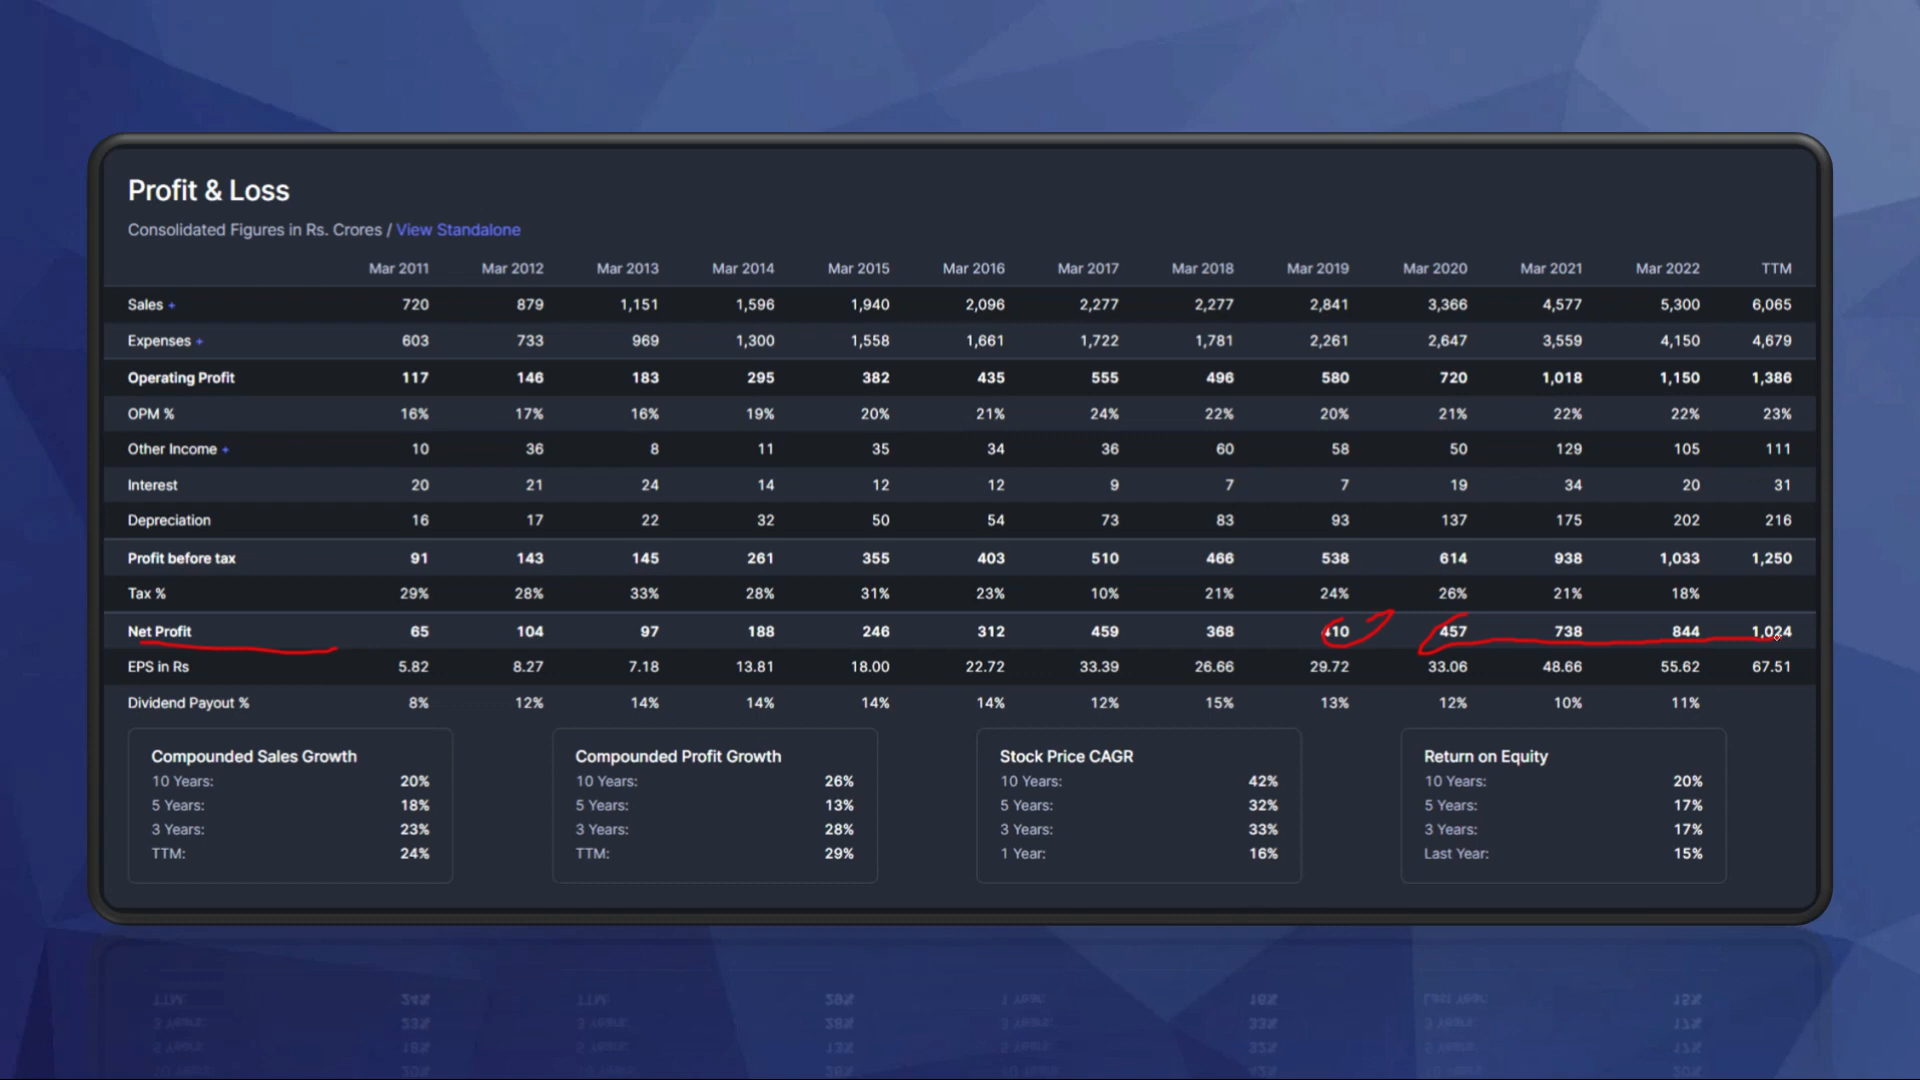 Profit & Loss
Consolidated Figures in Rs. Crores / View Standalone
Mar 2011 Mar 2012 Mar 2013 Mar 2014 Mar 2015 Mar 2016 Mar 2017 Mar 2018 Mar 2019 Mar 2020 Mar 2021 Mar 2022 TTM
Sales + 720 879 1,151 1,596 1,940 2,096 2,277 2,277 2,841 3,366 4,577 5,300 6,065
Expenses + 603 733 969 1,300 1,558 1,661 1,722 1,781 2,261 2,647 3,559 4,150 4,679
Operating Profit 117 146 183 295 382 435 555 496 580 720 1,018 1,150 1,386
OPM % 16% 17% 16% 19% 20% 21% 24% 22% 20% 21% 22% 22% 23%
Other Income + 10 36 8 11 35 34 36 60 58 50 129 105 111
Interest 20 21 24 14 12 12 9 7 7 19 34 20 31
Depreciation 16 17 22 32 50 54 73 83 93 137 175 202 216
Profit before tax 91 143 145 261 355 403 510 466 538 614 938 1,033 1,250
Tax % 29% 28% 33% 28% 31% 23% 10% 21% 24% 26% 21% 18%
Net Profit 65 104 97 188 246 312 459 368 410 457 738 844 1,024
EPS in Rs 5.82 8.27 7.18 13.81 18.00 22.72 33.39 26.66 29.72 33.06 48.66 55.62 67.51
Dividend Payout % 8% 12% 14% 14% 14% 14% 12% 15% 13% 12% 10% 11%
Compounded Sales Growth
10 Years: 20%
5 Years: 18%
3 Years: 23%
TTM: 24%
Compounded Profit Growth
10 Years: 26%
5 Years: 13%
3 Years: 28%
TTM: 29%
Stock Price CAGR
10 Years: 42%
5 Years: 32%
3 Years: 33%
1 Year: 16%
Return on Equity
10 Years: 20%
5 Years: 17%
3 Years: 17%
Last Year: 15%